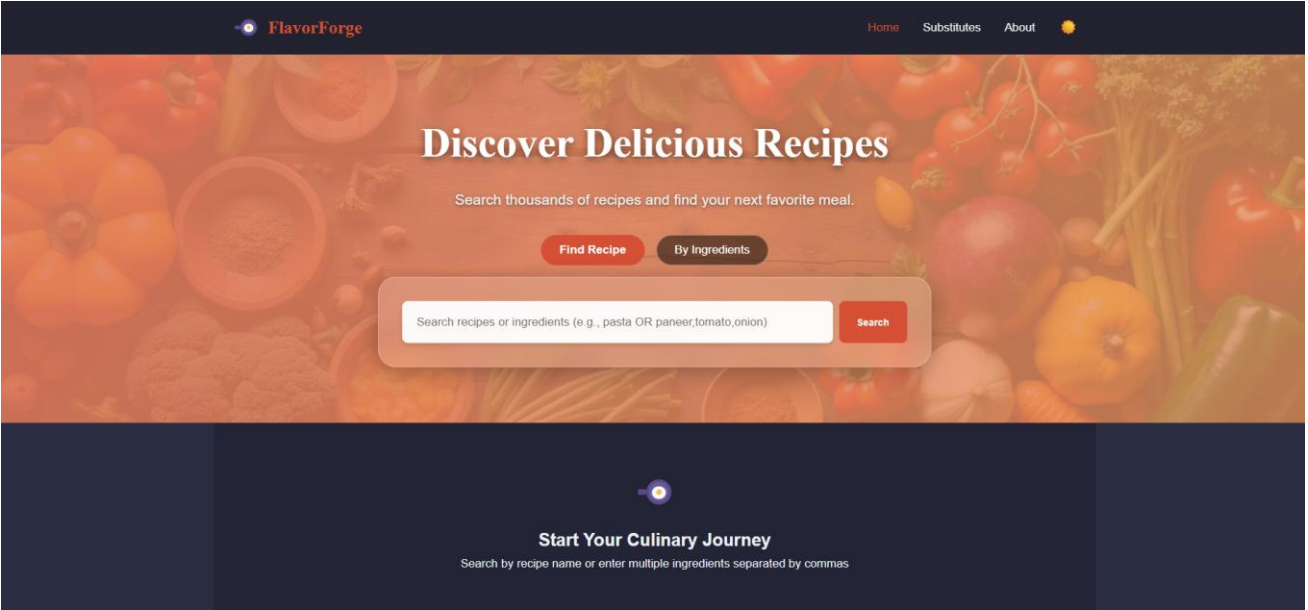 FlavorForge
Home Substitutes About
Discover Delicious Recipes
Search thousands of recipes and find your next favorite meal.
Find Recipe By Ingredients
Search recipes or ingredients (e.g., pasta OR paneer,tomato,onion) Search
Start Your Culinary Journey
Search by recipe name or enter multiple ingredients separated by commas